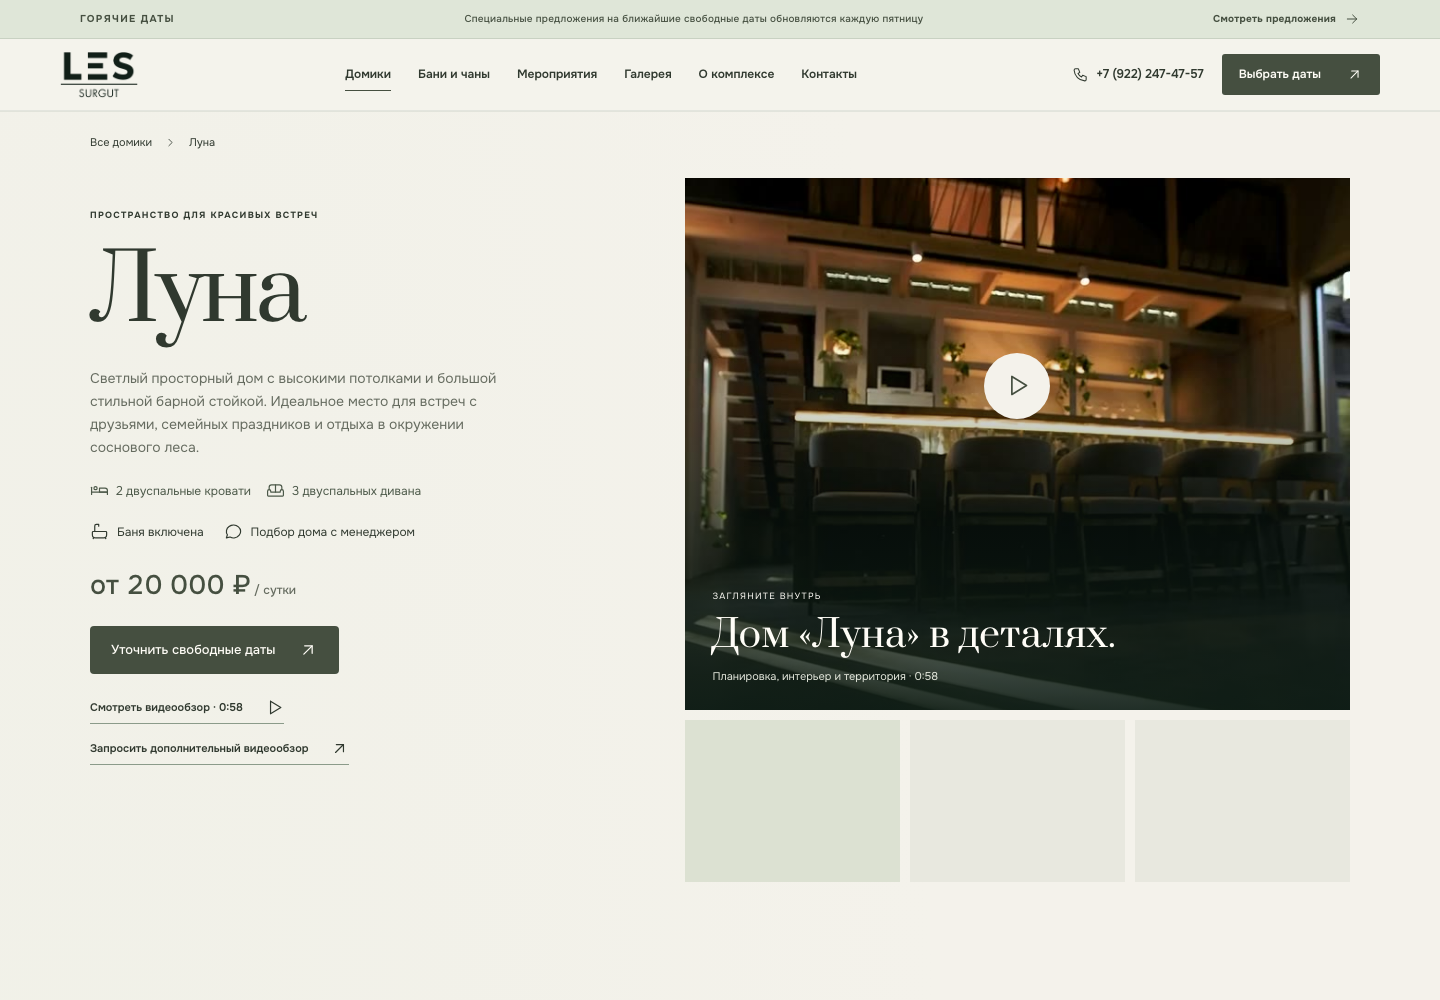 ГОРЯЧИЕ ДАТЫ
Специальные предложения на ближайшие свободные даты обновляются каждую пятницу
Смотреть предложения
LES
SURGUT
Домики
Бани и чаны
Мероприятия
Галерея
О комплексе
Контакты
+7 (922) 247-47-57
Выбрать даты
Все домики
Луна
ПРОСТРАНСТВО ДЛЯ КРАСИВЫХ ВСТРЕЧ
Луна
Светлый просторный дом с высокими потолками и большой
стильной барной стойкой. Идеальное место для встреч с
друзьями, семейных праздников и отдыха в окружении
соснового леса.
2 двуспальные кровати
3 двуспальных дивана
Баня включена
Подбор дома с менеджером
от 20 000 ₽ / сутки
Уточнить свободные даты
Смотреть видеообзор · 0:58
Запросить дополнительный видеообзор
ЗАГЛЯНИТЕ ВНУТРЬ
Дом «Луна» в деталях.
Планировка, интерьер и территория · 0:58